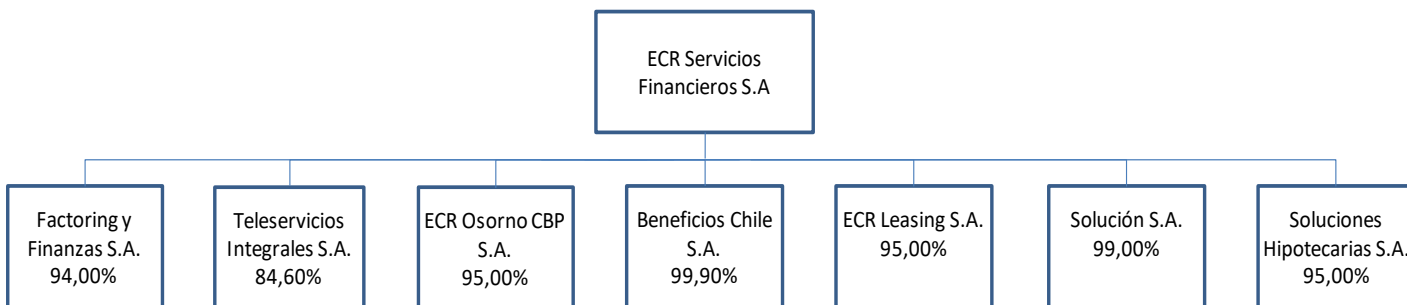 ECR Servicios
Financieros S.A
Factoring y
Finanzas S.A.
94,00%
Teleservicios
Integrales S.A.
84,60%
ECR Osorno CBP
S.A.
95,00%
Beneficios Chile
S.A.
99,90%
ECR Leasing S.A.
95,00%
Solución S.A.
99,00%
Soluciones
Hipotecarias S.A.
95,00%